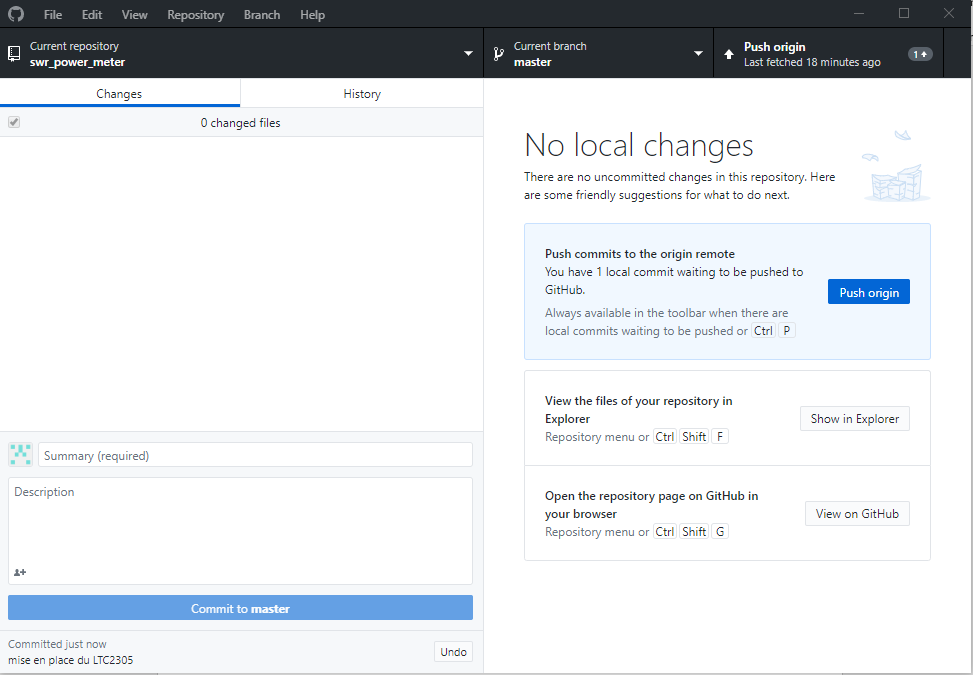 File Edit View Repository Branch Help
Current repository
swr_power_meter
Current branch
master
Push origin
Last fetched 18 minutes ago
1
Changes
History
0 changed files
No local changes
There are no uncommitted changes in this repository. Here
are some friendly suggestions for what to do next.
Push commits to the origin remote
You have 1 local commit waiting to be pushed to
GitHub.
Always available in the toolbar when there are
local commits waiting to be pushed or Ctrl P
Push origin
View the files of your repository in
Explorer
Repository menu or Ctrl Shift F
Show in Explorer
Open the repository page on GitHub in
your browser
Repository menu or Ctrl Shift G
View on GitHub
Summary (required)
Description
Commit to master
Committed just now
mise en place du LTC2305
Undo